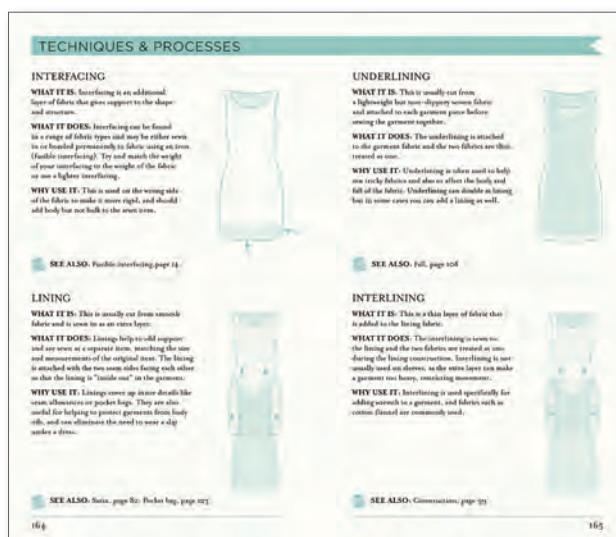 TECHNIQUES & PROCESSES
INTERFACING
WHAT IT IS: Interfacing is an additional
layer of fabric that gives support to the shape
and structure.
WHAT IT DOES: Interfacing can be found
in a range of fabric types and may be either sewn
in or bonded permanently to fabric using an iron
(fusible interfacing). Try and match the weight
of your interfacing to the weight of the fabric
or use a lighter interfacing.
WHY USE IT: This is used on the wrong side
of the fabric to make it more rigid, and should
add body but not bulk to the sewn item.
SEE ALSO: Fusible interfacing, page 14
LINING
WHAT IT IS: This is usually cut from smooth
fabric and is sewn in as an extra layer.
WHAT IT DOES: Linings help to add support
and are sewn as a separate item, matching the size
and measurements of the original item. The lining
is attached with the two seam sides facing each other
so that the lining is "inside out" in the garment.
WHY USE IT: Linings cover up inner details like
seam allowances or pocket bags. They are also
useful for helping to protect garments from body
oils, and can eliminate the need to wear a slip
under a dress.
SEE ALSO: Satin, page 82; Pocket bag, page 125
164
UNDERLINING
WHAT IT IS: This is usually cut from
a lightweight but non-slippery woven fabric
and attached to each garment piece before
sewing the garment together.
WHAT IT DOES: The underlining is attached
to the garment fabric and the two fabrics are then
treated as one.
WHY USE IT: Underlining is often used to help
sew tricky fabrics and also to affect the body and
fall of the fabric. Underlining can double as lining
but in some cases you can add a lining as well.
SEE ALSO: Fall, page 108
INTERLINING
WHAT IT IS: This is a thin layer of fabric that
is added to the lining fabric.
WHAT IT DOES: The interlining is sewn to
the lining and the two fabrics are treated as one
during the lining construction. Interlining is not
usually used on sleeves, as the extra layer can make
a garment too heavy, restricting movement.
WHY USE IT: Interlining is used specifically for
adding warmth to a garment, and fabrics such as
cotton flannel are commonly used.
SEE ALSO: Construction, page 99
165